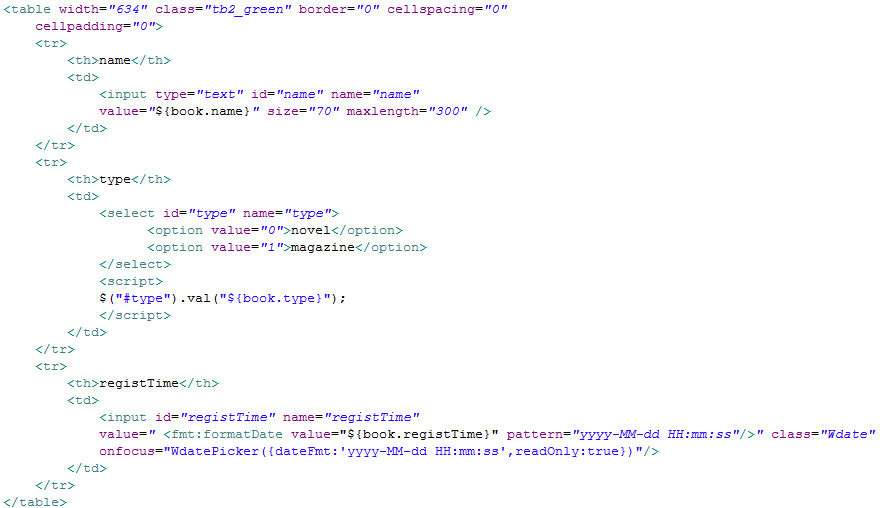 <table width="634" class="tb2_green" border="0" cellspacing="0"
    cellpadding="0">
    <tr>
        <th>name</th>
        <td>
            <input type="text" id="name" name="name"
            value="${book.name}" size="70" maxlength="300" />
        </td>
    </tr>
    <tr>
        <th>type</th>
        <td>
            <select id="type" name="type">
                  <option value="0">novel</option>
                  <option value="1">magazine</option>
            </select>
            <script>
            $("#type").val("${book.type}");
            </script>
        </td>
    </tr>
    <tr>
        <th>registTime</th>
        <td>
            <input id="registTime" name="registTime"
            value=" <fmt:formatDate value="${book.registTime}" pattern="yyyy-MM-dd HH:mm:ss"/>" class="Wdate"
            onfocus="WdatePicker({dateFmt:'yyyy-MM-dd HH:mm:ss',readOnly:true})"/>
        </td>
    </tr>
</table>